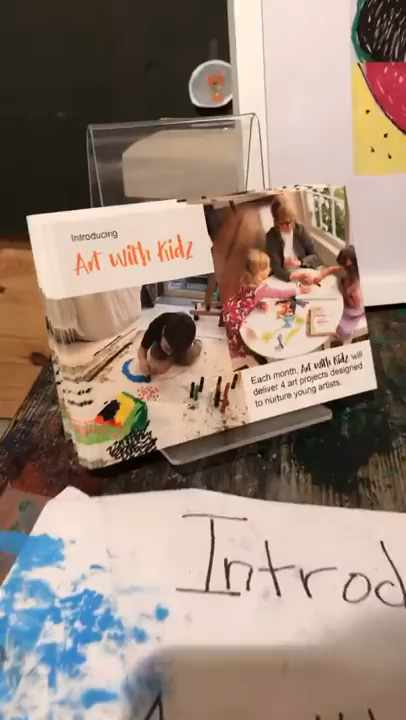 Introducing
Art with Kidz
Each month, Art with Kidz will
deliver 4 art projects designed
to nurture young artists.
Introd